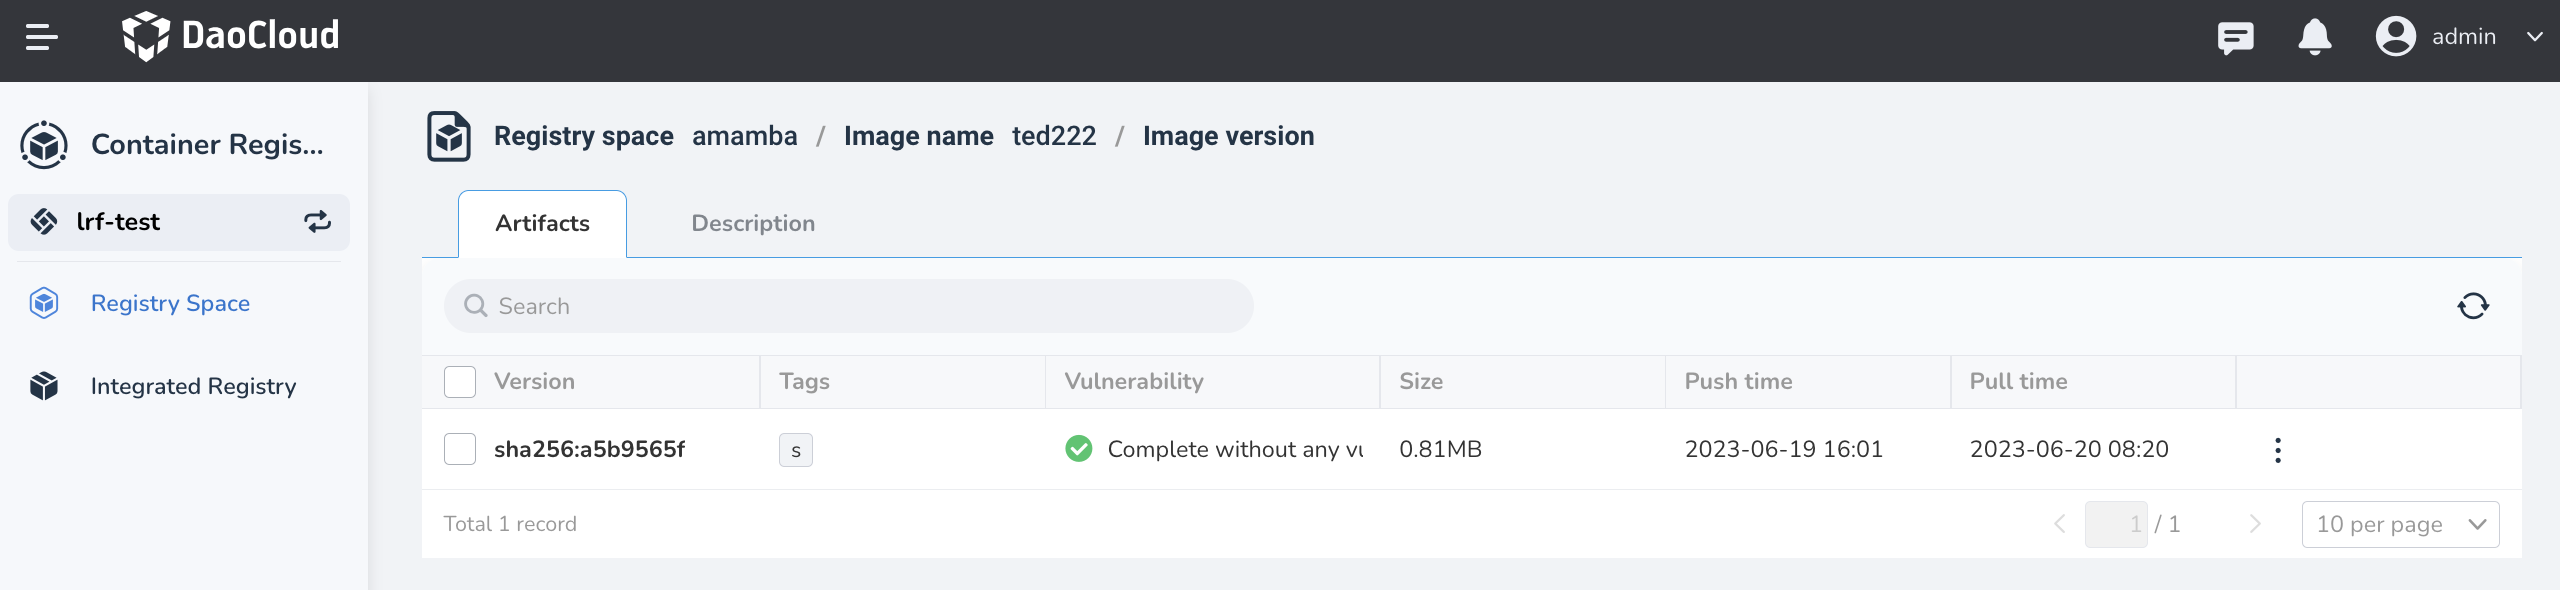 DaoCloud
admin
Container Regis...
lrf-test
Registry Space
Integrated Registry
Registry space amamba / Image name ted222 / Image version
Artifacts Description
Search
Version Tags Vulnerability Size Push time Pull time
sha256:a5b9565f s Complete without any vu 0.81MB 2023-06-19 16:01 2023-06-20 08:20
Total 1 record 1 / 1 10 per page